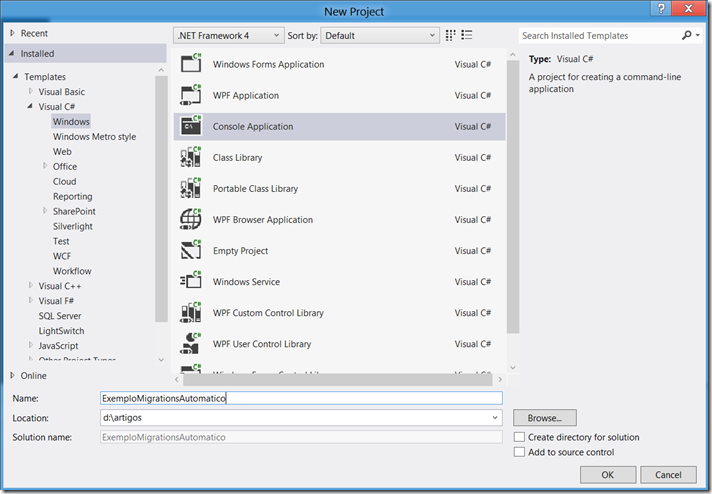 New Project
? X
Recent
Installed
.NET Framework 4 Sort by: Default
Search Installed Templates
Templates
Visual Basic
Visual C#
Windows
Windows Metro style
Web
Office
Cloud
Reporting
SharePoint
Silverlight
Test
WCF
Workflow
Visual C++
Visual F#
SQL Server
LightSwitch
JavaScript
Other Project Types
Online
Windows Forms Application Visual C#
WPF Application Visual C#
Console Application Visual C#
Class Library Visual C#
Portable Class Library Visual C#
WPF Browser Application Visual C#
Empty Project Visual C#
Windows Service Visual C#
WPF Custom Control Library Visual C#
WPF User Control Library Visual C#
Type: Visual C#
A project for creating a command-line
application
Name: ExemploMigrationsAutomatico
Location: d:\artigos
Browse...
Solution name: ExemploMigrationsAutomatico
Create directory for solution
Add to source control
OK Cancel